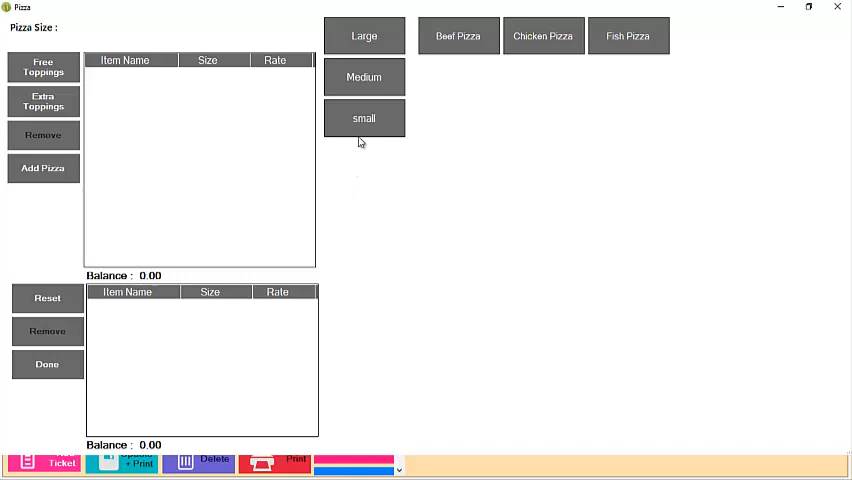 Pizza
Pizza Size :
Large
Beef Pizza
Chicken Pizza
Fish Pizza
Free
Toppings
Item Name
Size
Rate
Medium
Extra
Toppings
small
Remove
Add Pizza
Balance : 0.00
Reset
Item Name
Size
Rate
Remove
Done
Balance : 0.00
Ticket
+ Print
Delete
Print